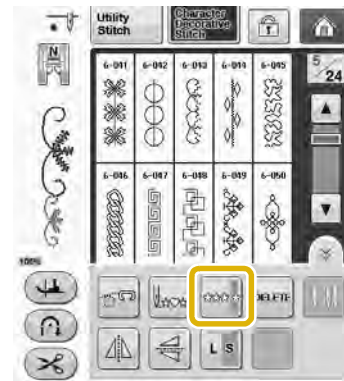 Utility Stitch
Character Decorative Stitch
N
5/24
6-041 6-042 6-043 6-044 6-045
6-046 6-047 6-048 6-049 6-050
100%
DELETE
L S